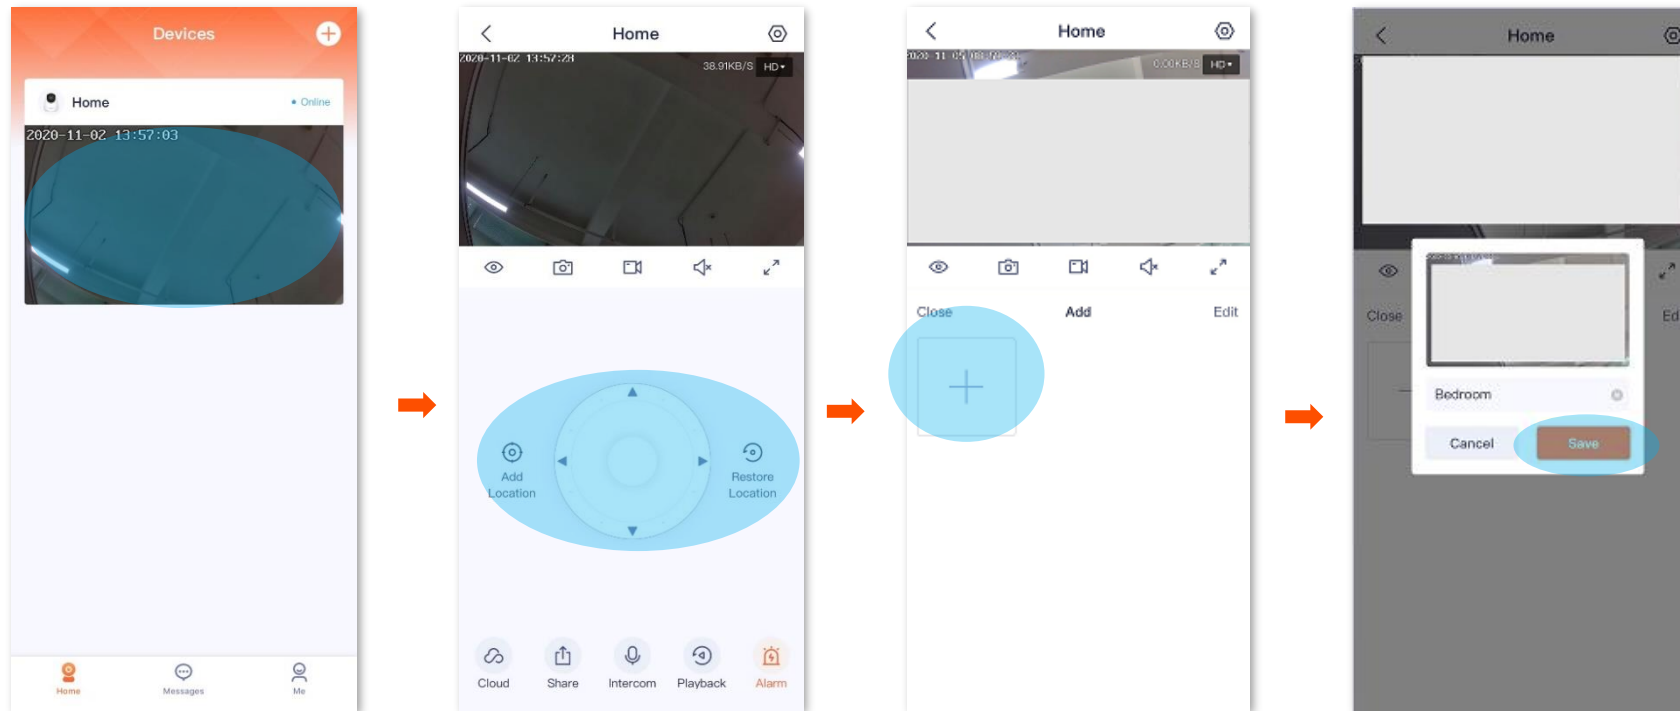 Devices
Home
Online
2020-11-02 13:57:03
Home
Messages
Me
Home
2020-11-02 13:57:28
38.91KB/S HD
Add
Location
Restore
Location
Cloud
Share
Intercom
Playback
Alarm
Home
0.00KB/S HD
Close
Add
Edit
Home
Close
Ed
Bedroom
Cancel
Save